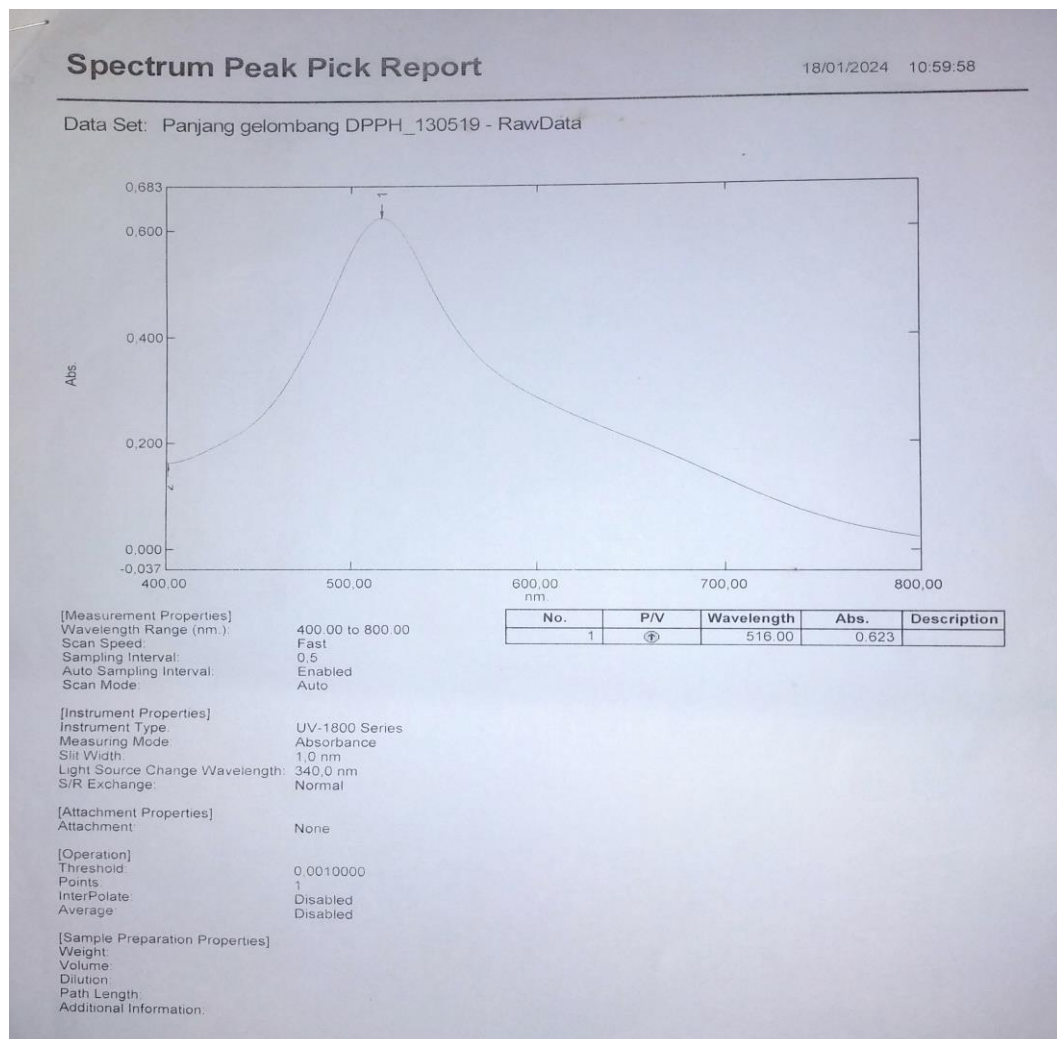 Spectrum Peak Pick Report
18/01/2024 10:59:58
Data Set: Panjang gelombang DPPH_130519 - RawData
0,683
0,600
0,400
0,200
0,000
-0,037
Abs.
1
2
400,00 500,00 600,00 700,00 800,00
nm.
No. P/V Wavelength Abs. Description
1 516.00 0.623
[Measurement Properties]
Wavelength Range (nm.): 400.00 to 800.00
Scan Speed: Fast
Sampling Interval: 0,5
Auto Sampling Interval: Enabled
Scan Mode: Auto
[Instrument Properties]
Instrument Type: UV-1800 Series
Measuring Mode: Absorbance
Slit Width: 1,0 nm
Light Source Change Wavelength: 340,0 nm
S/R Exchange: Normal
[Attachment Properties]
Attachment: None
[Operation]
Threshold: 0,0010000
Points: 1
InterPolate: Disabled
Average: Disabled
[Sample Preparation Properties]
Weight:
Volume:
Dilution:
Path Length:
Additional Information: